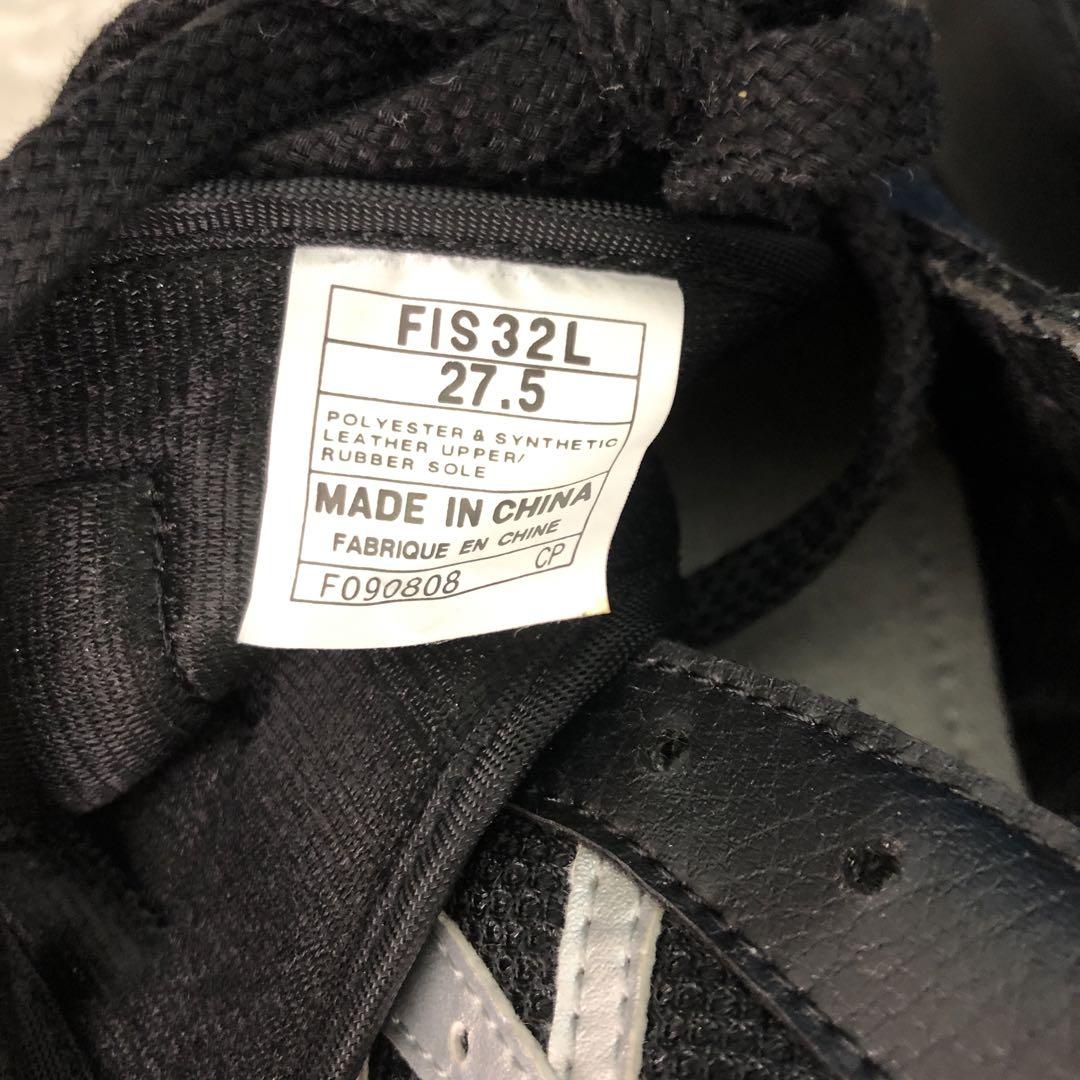 FIS32L
27.5
POLYESTER & SYNTHETIC
LEATHER UPPER/
RUBBER SOLE
MADE IN CHINA
FABRIQUE EN CHINE
F090808 CP